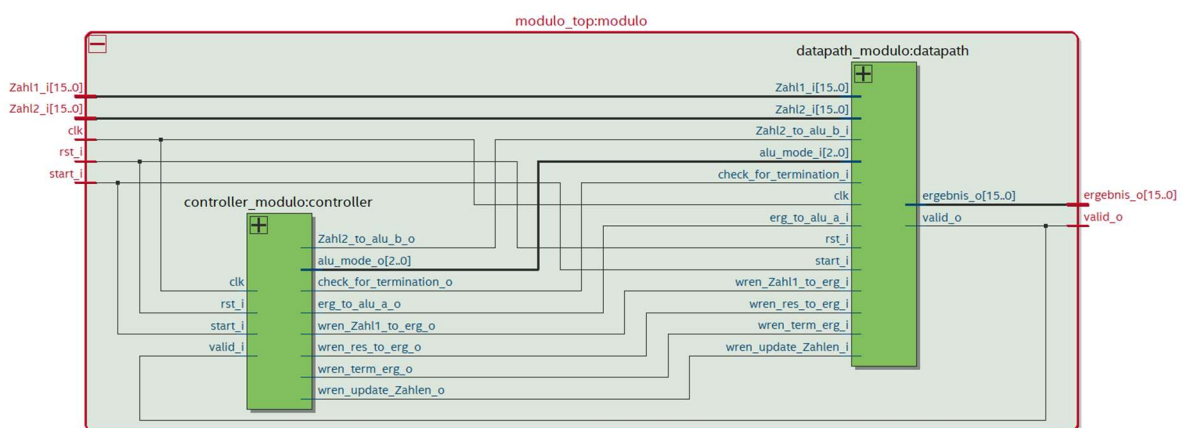 modulo_top:modulo
datapath_modulo:datapath
Zahl1_i[15..0]
Zahl2_i[15..0]
clk
rst_i
start_i
controller_modulo:controller
clk
rst_i
start_i
valid_i
Zahl2_to_alu_b_o
alu_mode_o[2..0]
check_for_termination_o
erg_to_alu_a_o
wren_Zahl1_to_erg_o
wren_res_to_erg_o
wren_term_erg_o
wren_update_Zahlen_o
Zahl1_i[15..0]
Zahl2_i[15..0]
Zahl2_to_alu_b_i
alu_mode_i[2..0]
check_for_termination_i
clk
erg_to_alu_a_i
rst_i
start_i
wren_Zahl1_to_erg_i
wren_res_to_erg_i
wren_term_erg_i
wren_update_Zahlen_i
ergebnis_o[15..0]
valid_o
ergebnis_o[15..0]
valid_o